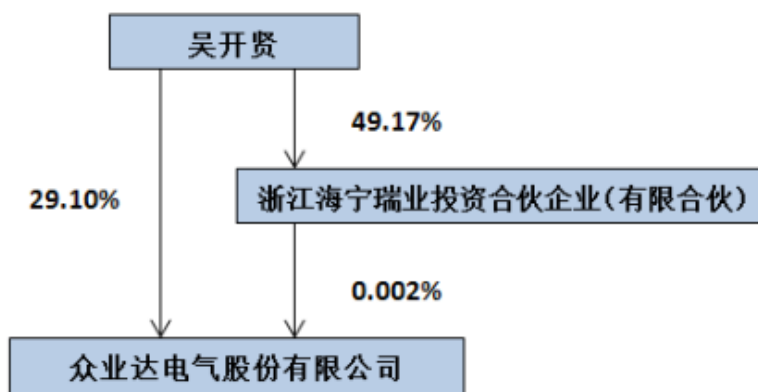 吴开贤
49.17%
29.10%
浙江海宁瑞业投资合伙企业(有限合伙)
0.002%
众业达电气股份有限公司